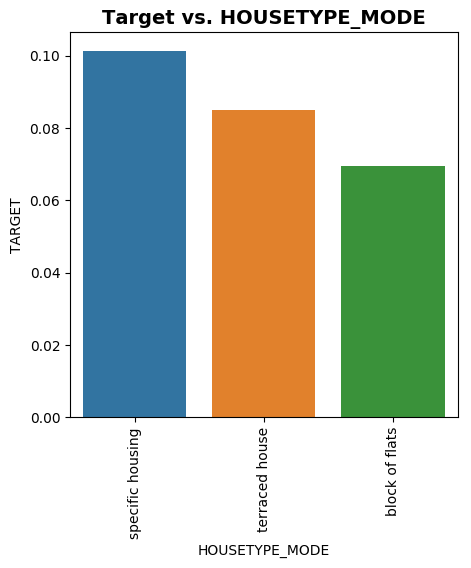 Target vs. HOUSETYPE_MODE
TARGET
0.10
0.08
0.06
0.04
0.02
0.00
specific housing
terraced house
block of flats
HOUSETYPE_MODE